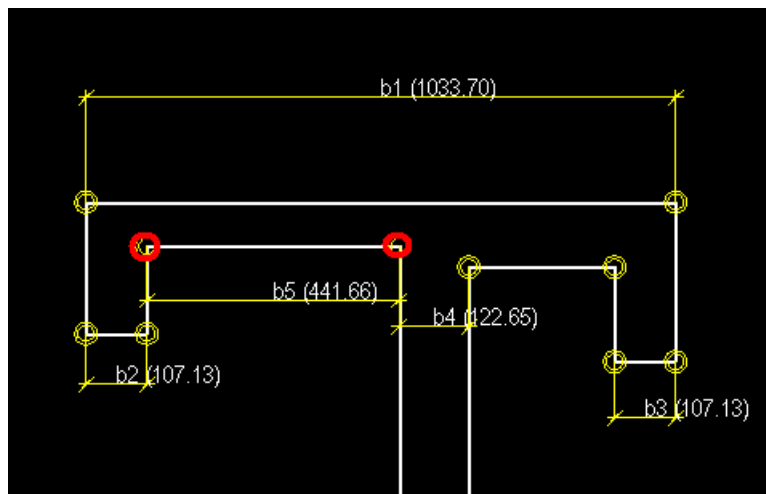 b1 (1033.70)
b5 (441.66)
b4 (122.65)
b2 (107.13)
b3 (107.13)